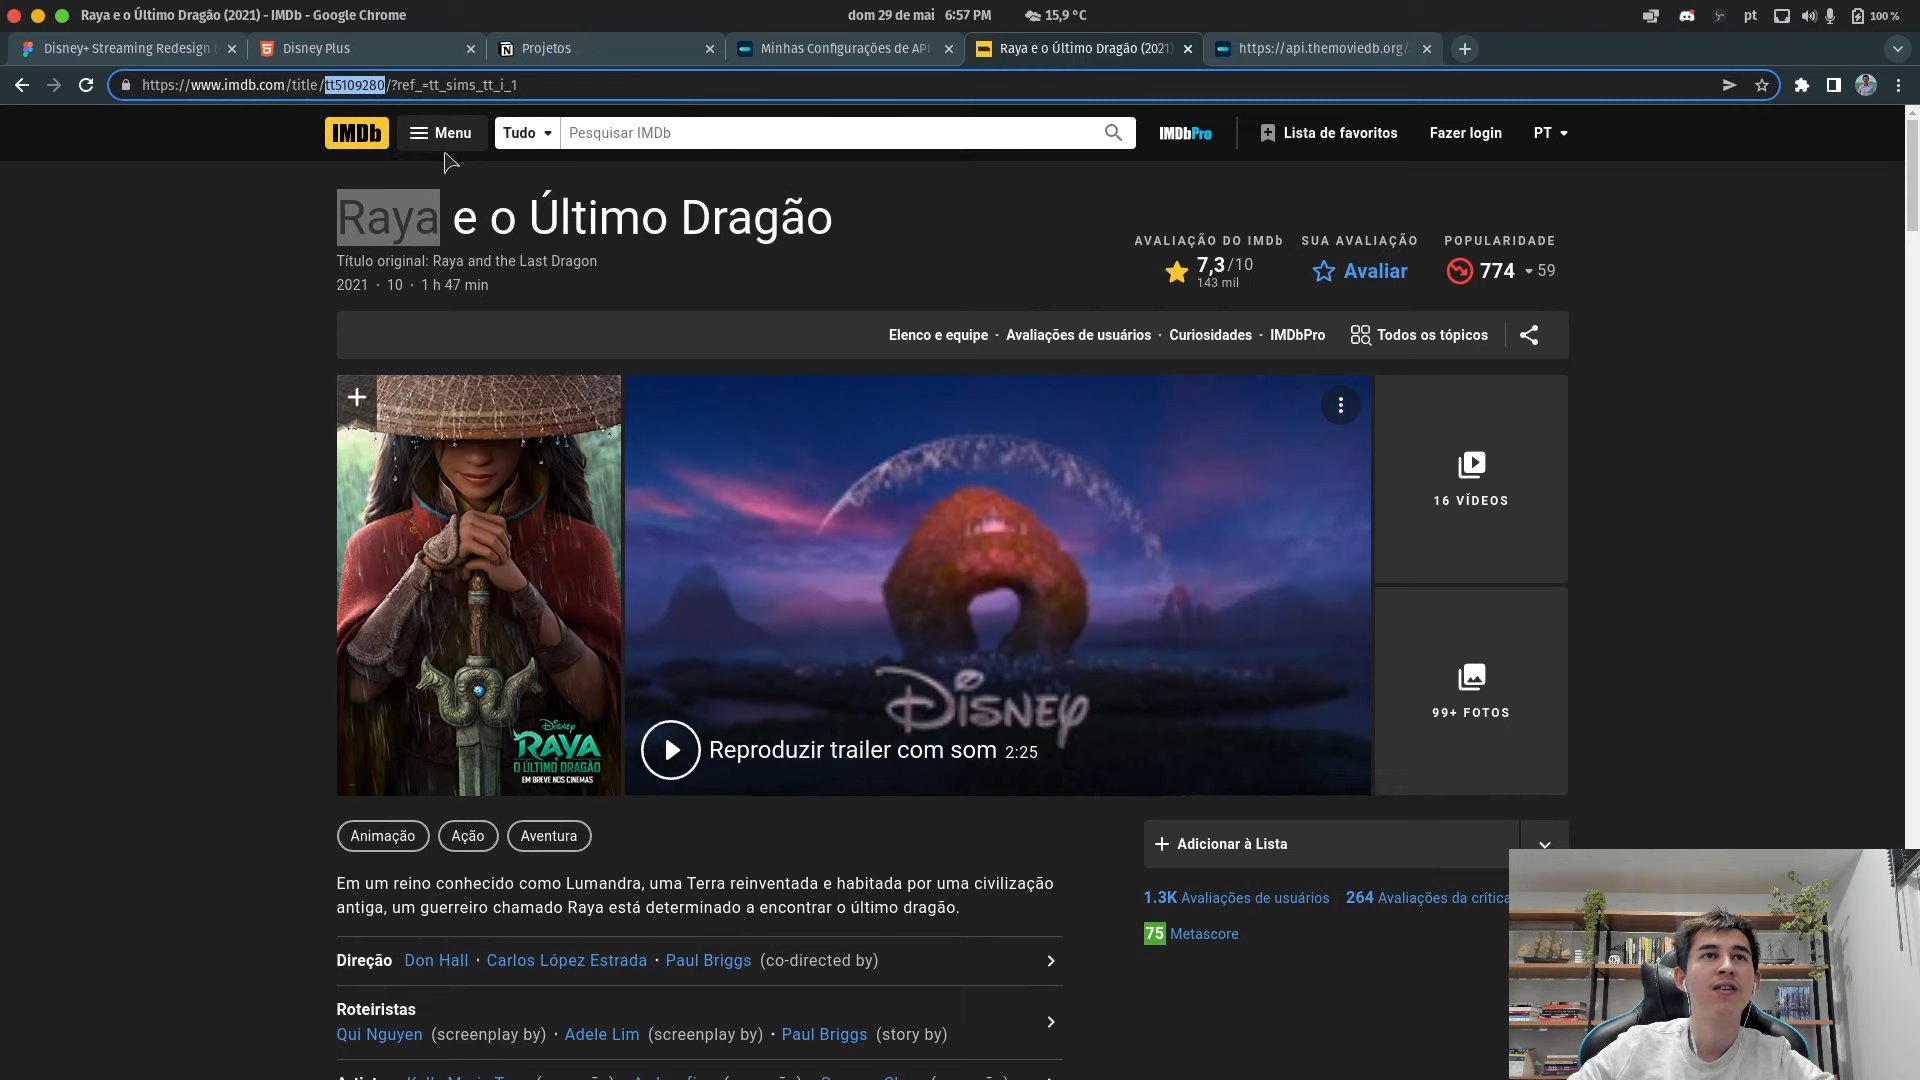 Raya e o Último Dragão (2021) - IMDb - Google Chrome
dom 29 de mai 6:57 PM
15,9 °C
pt
100 %
Disney+ Streaming Redesign (
Disney Plus
Projetos
Minhas Configurações de API
Raya e o Último Dragão (2021)
https://api.themoviedb.org/
https://www.imdb.com/title/tt5109280/?ref_=tt_sims_tt_i_1
IMDb
Menu
Tudo
Pesquisar IMDb
IMDbPro
Lista de favoritos
Fazer login
PT
Raya e o Último Dragão
Título original: Raya and the Last Dragon
2021 · 10 · 1 h 47 min
AVALIAÇÃO DO IMDb
7,3/10
143 mil
SUA AVALIAÇÃO
Avaliar
POPULARIDADE
774
59
Elenco e equipe · Avaliações de usuários · Curiosidades · IMDbPro
Todos os tópicos
Disney
RAYA
E O ÚLTIMO DRAGÃO
EM BREVE NOS CINEMAS
Disney
Reproduzir trailer com som 2:25
16 VÍDEOS
99+ FOTOS
Animação
Ação
Aventura
Em um reino conhecido como Lumandra, uma Terra reinventada e habitada por uma civilização
antiga, um guerreiro chamado Raya está determinado a encontrar o último dragão.
Direção Don Hall · Carlos López Estrada · Paul Briggs (co-directed by)
Roteiristas
Qui Nguyen (screenplay by) · Adele Lim (screenplay by) · Paul Briggs (story by)
Adicionar à Lista
1.3K Avaliações de usuários
264 Avaliações da crítica
75 Metascore